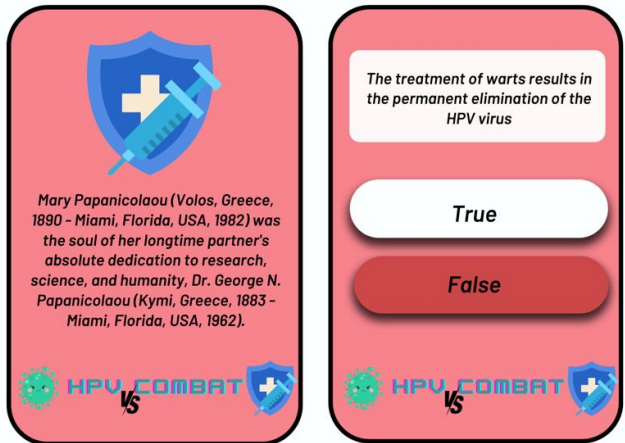 Mary Papanicolaou (Volos, Greece,
1890 - Miami, Florida, USA, 1982) was
the soul of her longtime partner's
absolute dedication to research,
science, and humanity, Dr. George N.
Papanicolaou (Kymi, Greece, 1883 -
Miami, Florida, USA, 1962).
HPV COMBAT
VS
The treatment of warts results in
the permanent elimination of the
HPV virus
True
False
HPV COMBAT
VS